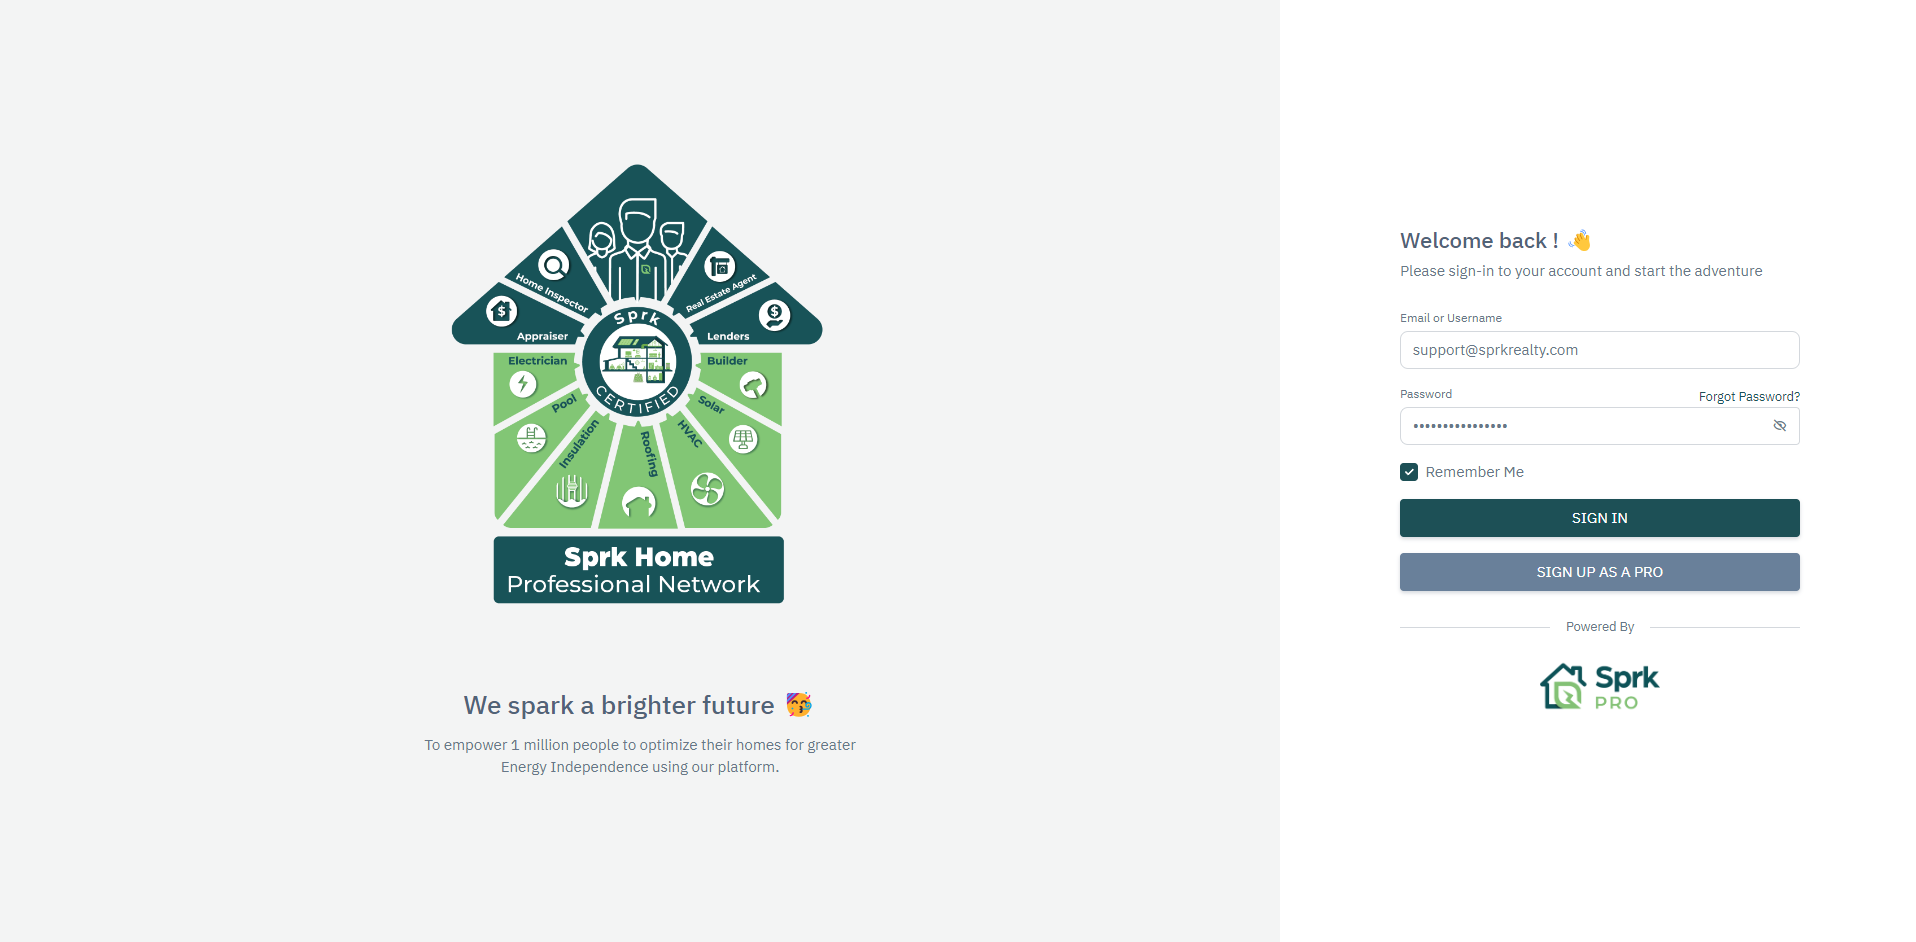 Home Inspector
Real Estate Agent
Appraiser
Sprk
Lenders
Electrician
Builder
CERTIFIED
Pool
Solar
Insulation
Roofing
HVAC
Sprk Home
Professional Network
We spark a brighter future
To empower 1 million people to optimize their homes for greater
Energy Independence using our platform.
Welcome back !
Please sign-in to your account and start the adventure
Email or Username
support@sprkrealty.com
Password
Forgot Password?
••••••••••••••••
Remember Me
SIGN IN
SIGN UP AS A PRO
Powered By
Sprk
PRO